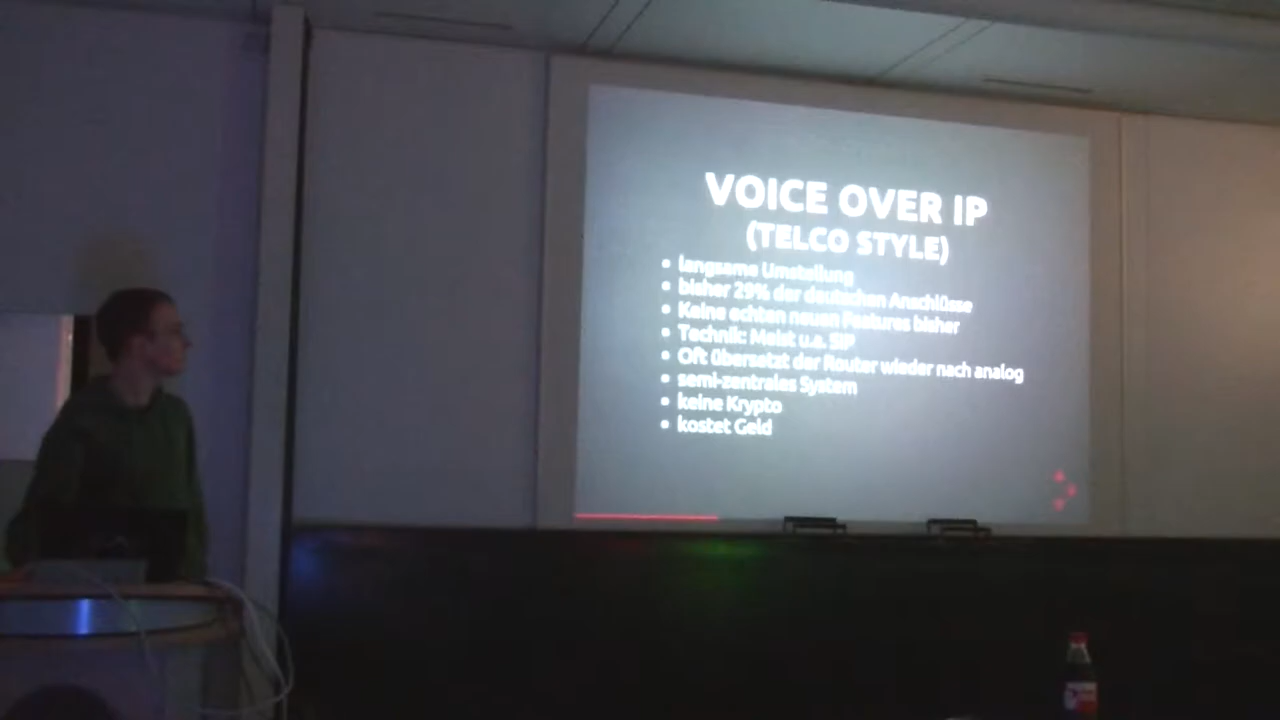 VOICE OVER IP
(TELCO STYLE)
• langsame Umstellung
• bisher 29% der deutschen Anschlüsse
• Keine echten neuen Features bisher
• Technik: Meist u.a. SIP
• Oft übersetzt der Router wieder nach analog
• semi-zentrales System
• keine Krypto
• kostet Geld